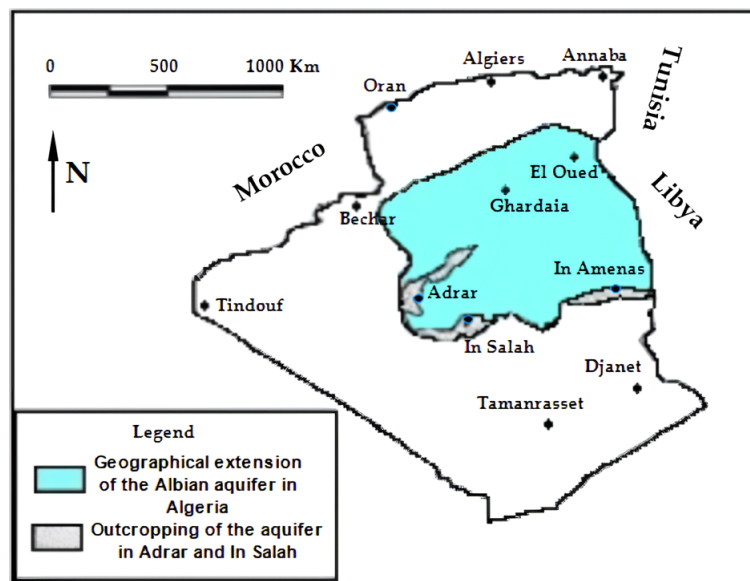 0 500 1000 Km
Algiers
Annaba
Oran
Tunisia
N
Morocco
El Oued
Libya
Bechar
Ghardaia
In Amenas
Adrar
Tindouf
In Salah
Djanet
Tamanrasset
Legend
Geographical extension
of the Albian aquifer in
Algeria
Outcropping of the aquifer
in Adrar and In Salah